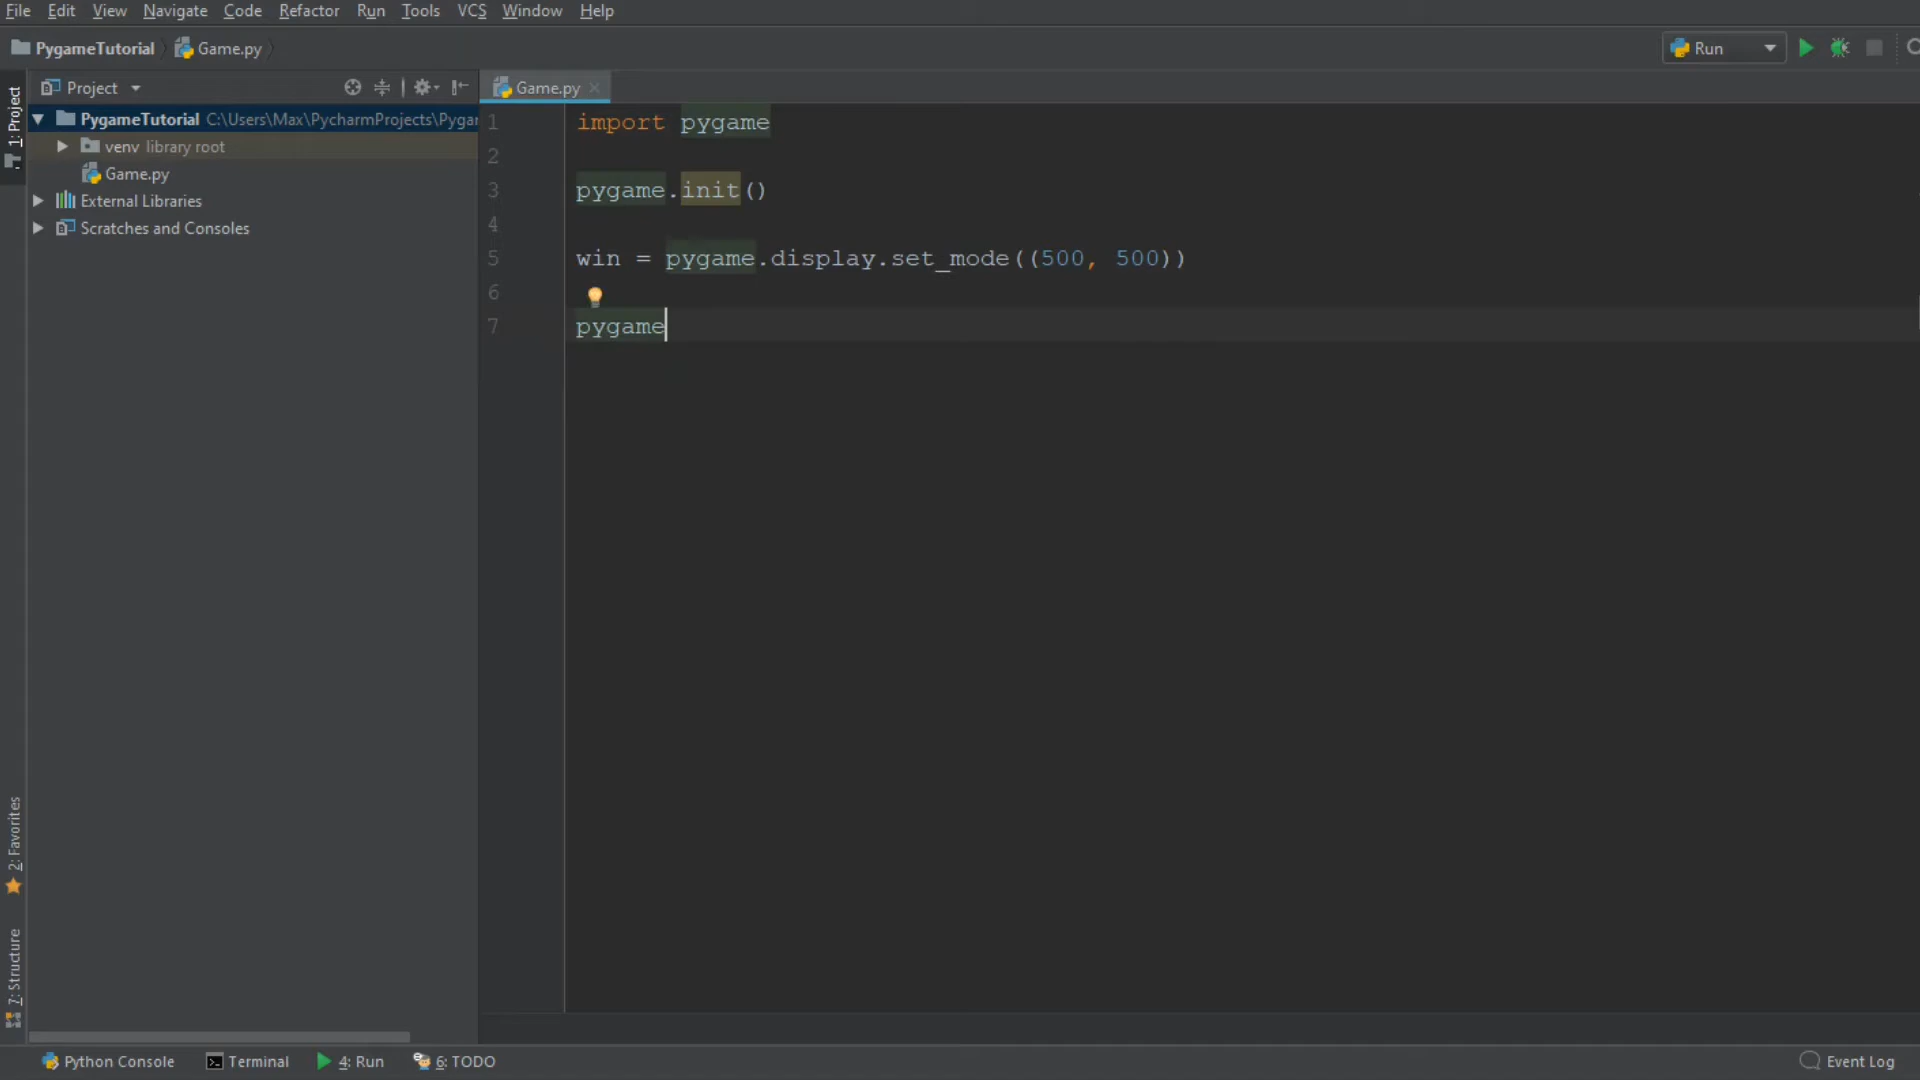 File Edit View Navigate Code Refactor Run Tools VCS Window Help
PygameTutorial Game.py Run
Project Game.py
1: Project
PygameTutorial C:\Users\Max\PycharmProjects\Pygar
venv library root
Game.py
External Libraries
Scratches and Consoles
1 import pygame
2
3 pygame.init()
4
5 win = pygame.display.set_mode((500, 500))
6
7 pygame
2: Favorites
7: Structure
Python Console Terminal 4: Run 6: TODO Event Log